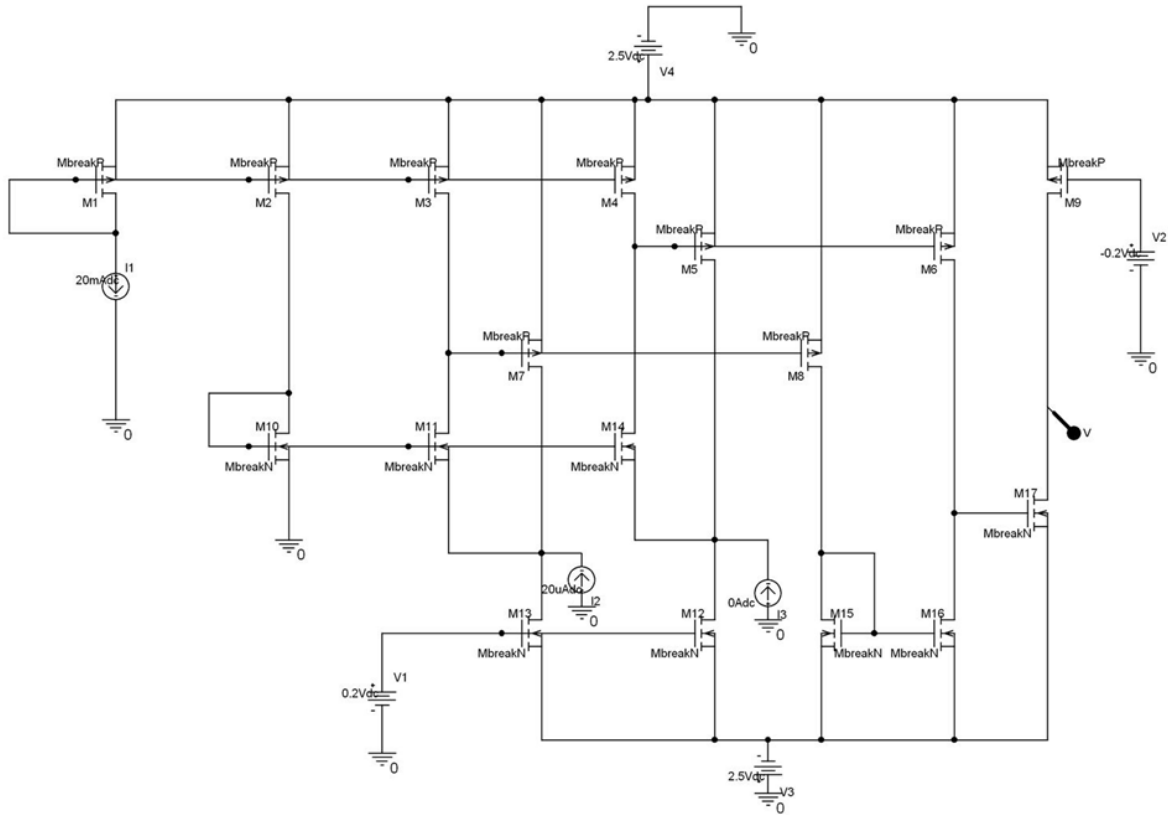 0
2.5Vdc
V4
MbreakP
M1
MbreakP
M2
MbreakP
M3
MbreakP
M4
MbreakP
M9
MbreakP
M5
MbreakP
M6
V2
-0.2Vdc
0
I1
20mAdc
MbreakP
M7
MbreakP
M8
0
M10
MbreakN
M11
MbreakN
M14
MbreakN
V
0
M17
MbreakN
20uAdc
I2
0
0Adc
I3
0
M13
MbreakN
M12
MbreakN
M15
MbreakN
M16
MbreakN
V1
0.2Vdc
0
2.5Vdc
V3
0